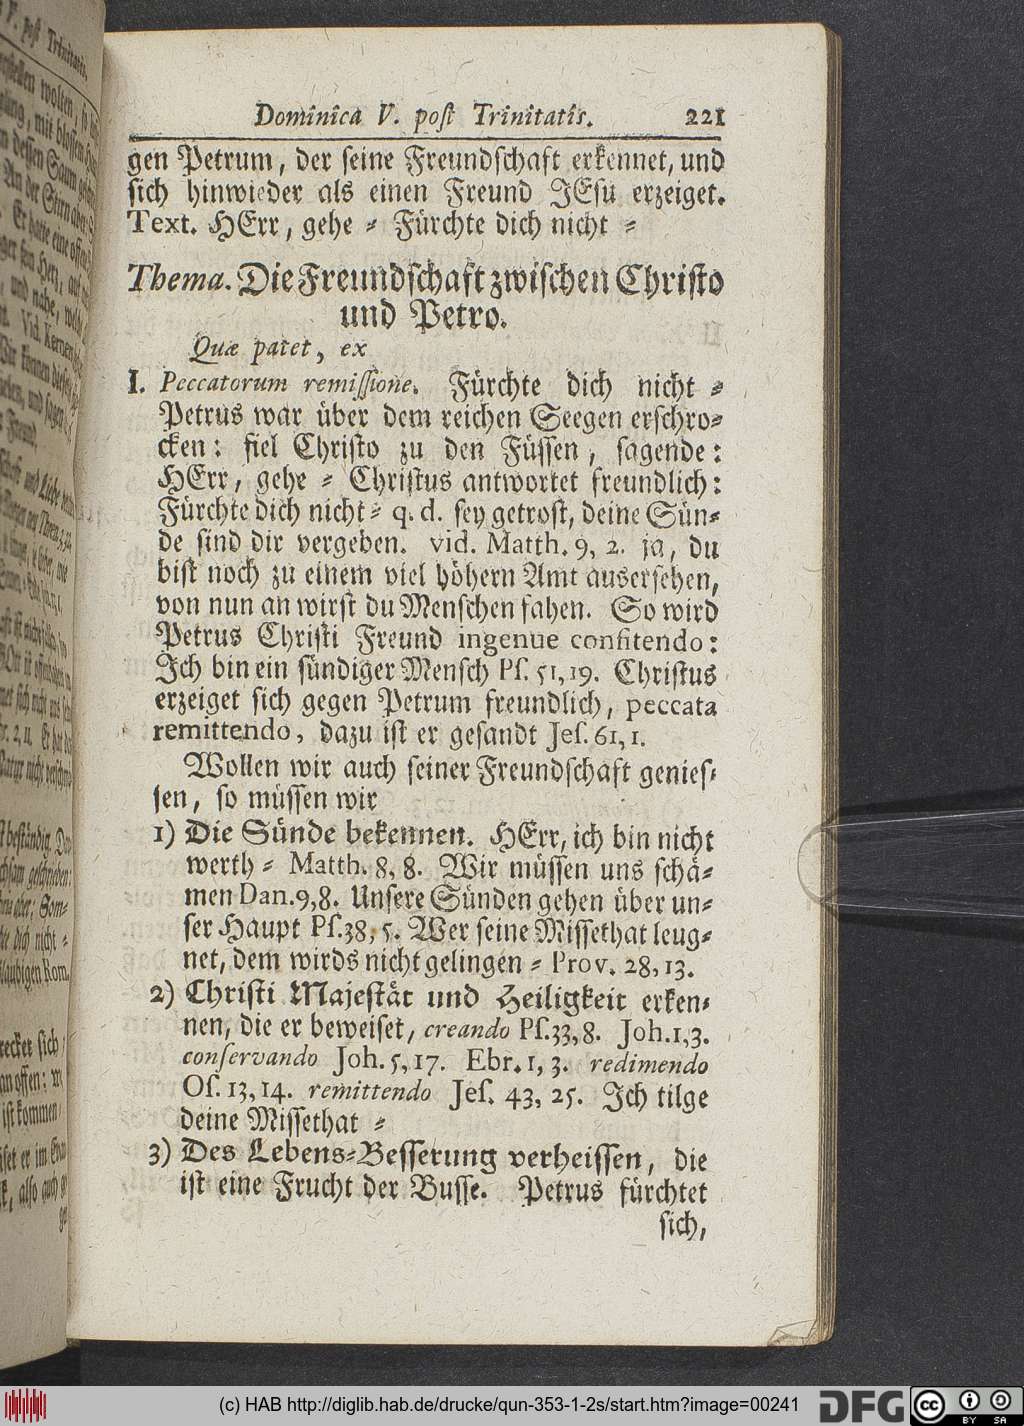 Dominica V. post Trinitatis. 221
gen Petrum, der seine Freundschaft erkennet, und
sich hinwieder als einen Freund JEsu erzeiget.
Text. HErr, gehe ⸗ Fürchte dich nicht ⸗
Thema. Die Freundschaft zwischen Christo
und Petro.
Quæ patet, ex
I. Peccatorum remissione. Fürchte dich nicht ⸗
Petrus war über dem reichen Seegen erschro⸗
cken: fiel Christo zu den Füssen, sagende:
HErr, gehe ⸗ Christus antwortet freundlich:
Fürchte dich nicht ⸗ q. d. sey getrost, deine Sün⸗
de sind dir vergeben. vid. Matth. 9, 2. ja, du
bist noch zu einem viel höhern Amt ausersehen,
von nun an wirst du Menschen fahen. So wird
Petrus Christi Freund ingenue confitendo:
Ich bin ein sündiger Mensch Ps. 51, 19. Christus
erzeiget sich gegen Petrum freundlich, peccata
remittendo, dazu ist er gesandt Jes. 61, 1.
Wollen wir auch seiner Freundschaft genies⸗
sen, so müssen wir
1) Die Sünde bekennen. HErr, ich bin nicht
werth ⸗ Matth. 8, 8. Wir müssen uns schä⸗
men Dan. 9, 8. Unsere Sünden gehen über un⸗
ser Haupt Ps. 38, 5. Wer seine Missethat leug⸗
net, dem wirds nicht gelingen ⸗ Prov. 28, 13.
2) Christi Majestät und Heiligkeit erken⸗
nen, die er beweiset, creando Ps. 33, 8. Joh. 1, 3.
conservando Joh. 5, 17. Ebr. 1, 3. redimendo
Os. 13, 14. remittendo Jes. 43, 25. Ich tilge
deine Missethat ⸗
3) Des Lebens⸗Besserung verheissen, die
ist eine Frucht der Busse. Petrus fürchtet
sich,
(c) HAB http://diglib.hab.de/drucke/qun-353-1-2s/start.htm?image=00241
DFG cc BY SA